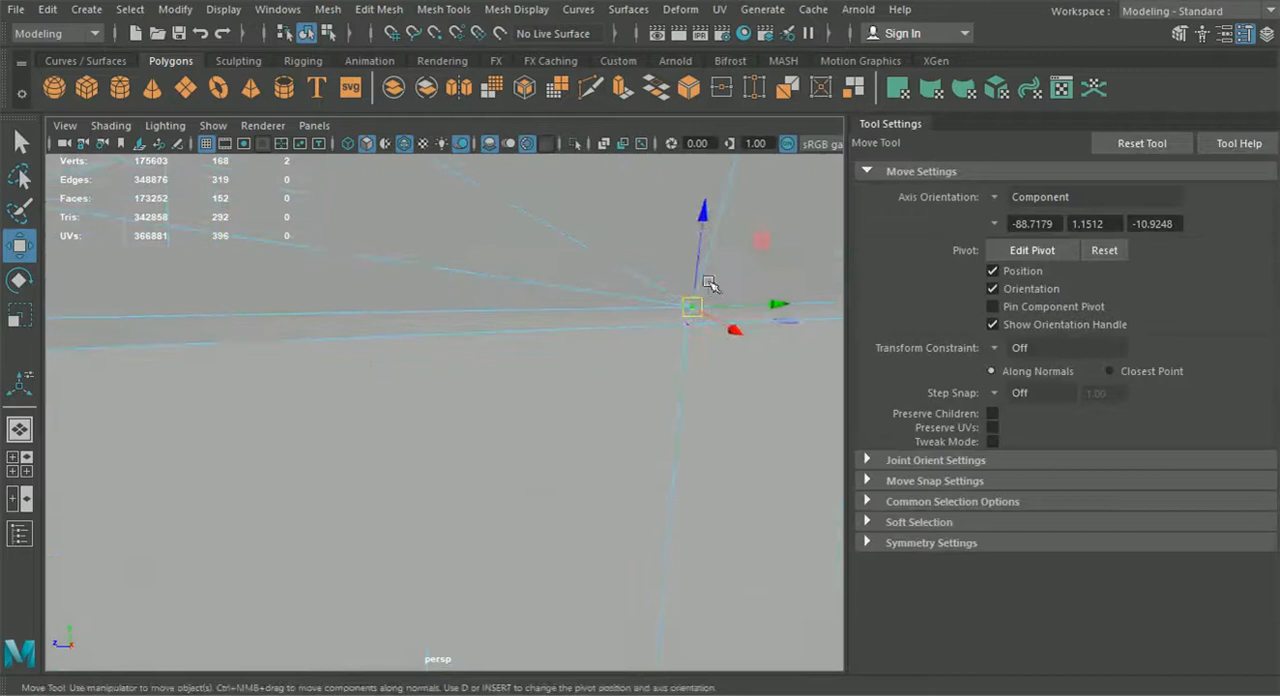 File Edit Create Select Modify Display Windows Mesh Edit Mesh Mesh Tools Mesh Display Curves Surfaces Deform UV Generate Cache Arnold Help Workspace: Modeling - Standard
Modeling No Live Surface Sign In
Curves / Surfaces Polygons Sculpting Rigging Animation Rendering FX FX Caching Custom Arnold Bifrost MASH Motion Graphics XGen
T svg
View Shading Lighting Show Renderer Panels
0.00 1.00 sRGB ga
Verts: 175603 168 2
Edges: 348876 319 0
Faces: 173252 152 0
Tris: 342858 292 0
UVs: 366881 396 0
z x
persp
Tool Settings
Move Tool Reset Tool Tool Help
Move Settings
Axis Orientation: Component
-88.7179 1.1512 -10.9248
Pivot: Edit Pivot Reset
Position
Orientation
Pin Component Pivot
Show Orientation Handle
Transform Constraint: Off
Along Normals Closest Point
Step Snap: Off 1.00
Preserve Children:
Preserve UVs:
Tweak Mode:
Joint Orient Settings
Move Snap Settings
Common Selection Options
Soft Selection
Symmetry Settings
M
Move Tool: Use manipulator to move object(s). Ctrl+MMB+drag to move components along normals. Use D or INSERT to change the pivot position and axis orientation.